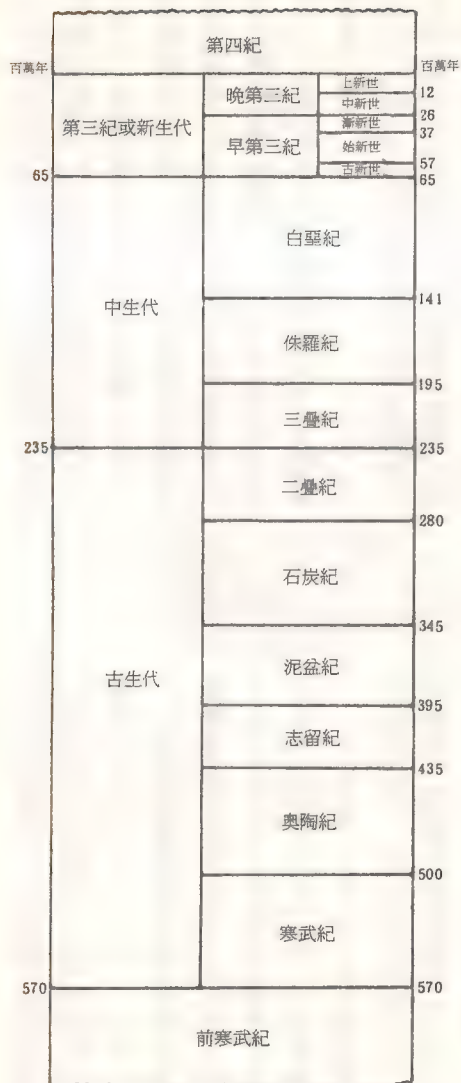 第四紀
百萬年
百萬年
第三紀或新生代
晚第三紀
上新世
12
中新世
26
早第三紀
漸新世
37
始新世
57
古新世
65
65
中生代
白堊紀
141
侏羅紀
195
三疊紀
235
235
古生代
二疊紀
280
石炭紀
345
泥盆紀
395
志留紀
435
奧陶紀
500
寒武紀
570
570
前寒武紀